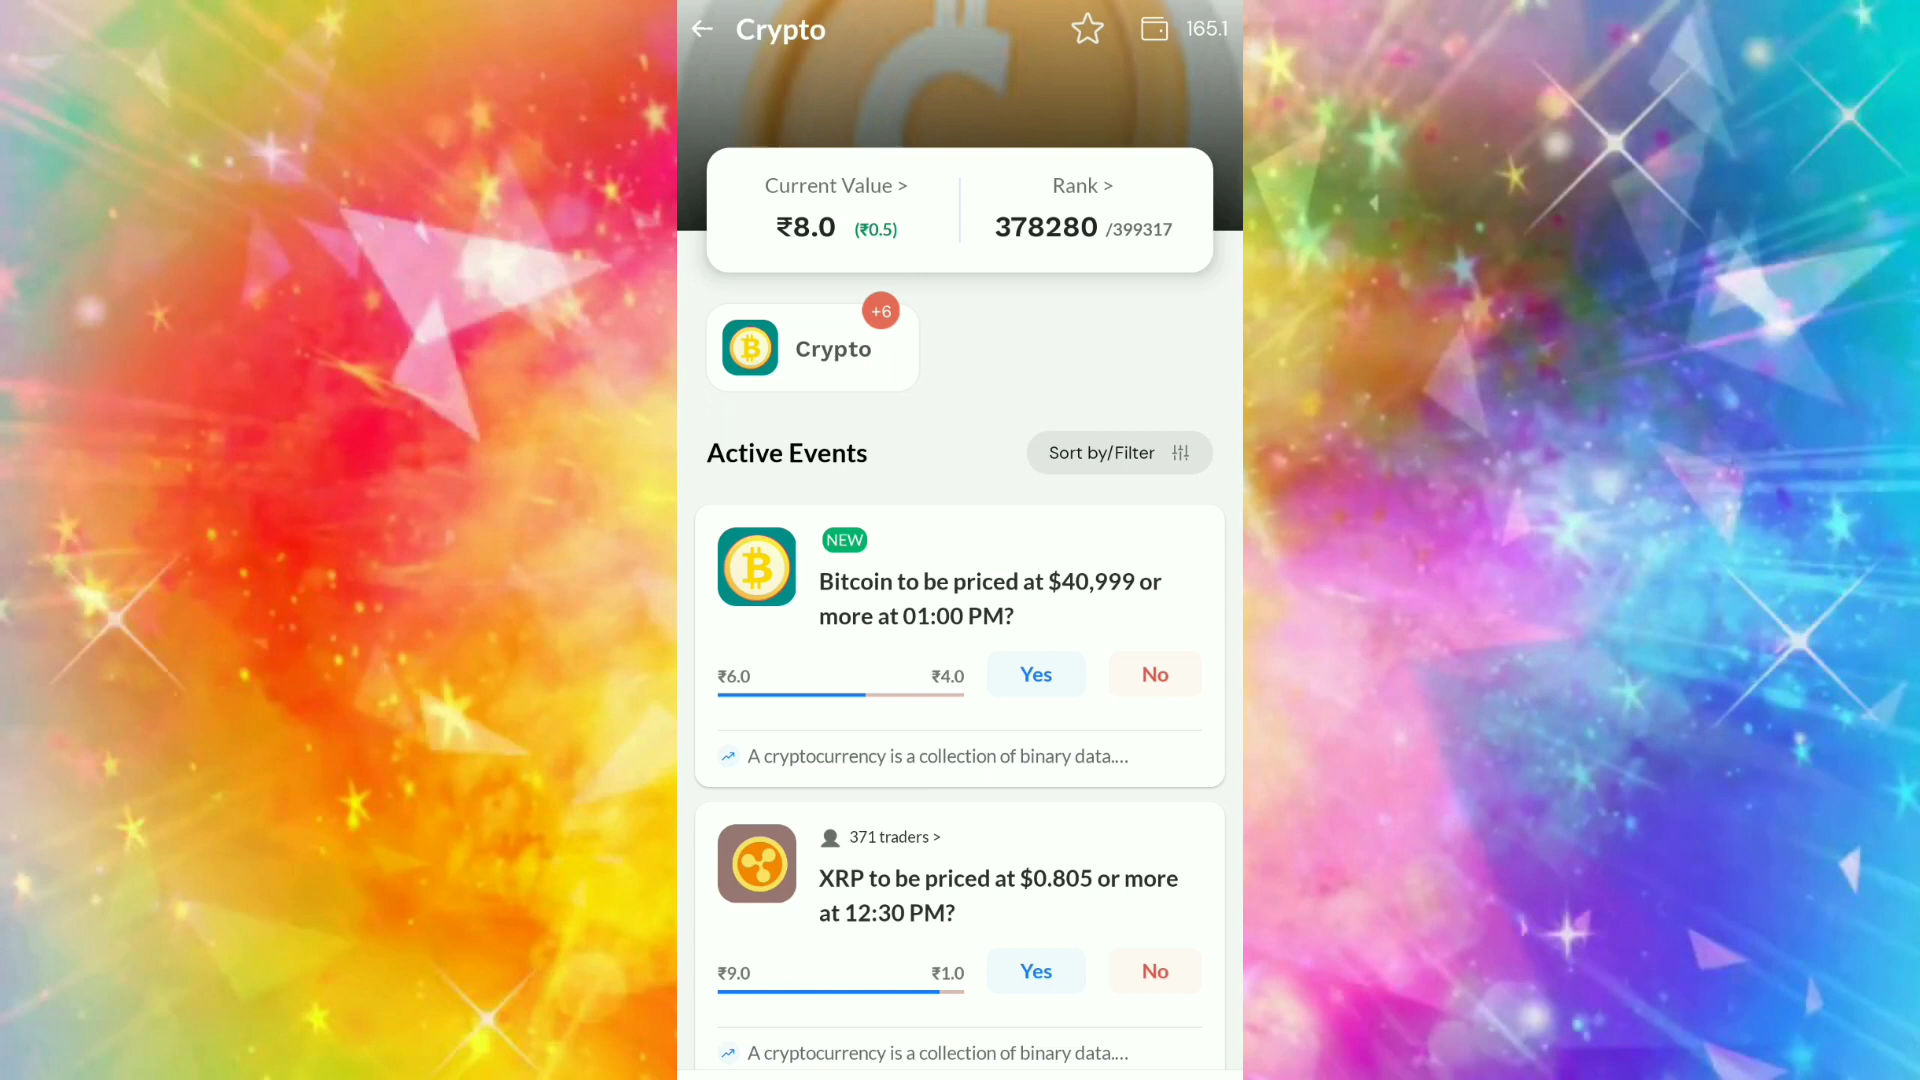 Crypto
165.1
Current Value >
Rank >
₹8.0 (₹0.5)
378280 /399317
+6
Crypto
Active Events
Sort by/Filter
NEW
Bitcoin to be priced at $40,999 or
more at 01:00 PM?
₹6.0
₹4.0
Yes
No
A cryptocurrency is a collection of binary data....
371 traders >
XRP to be priced at $0.805 or more
at 12:30 PM?
₹9.0
₹1.0
Yes
No
A cryptocurrency is a collection of binary data....